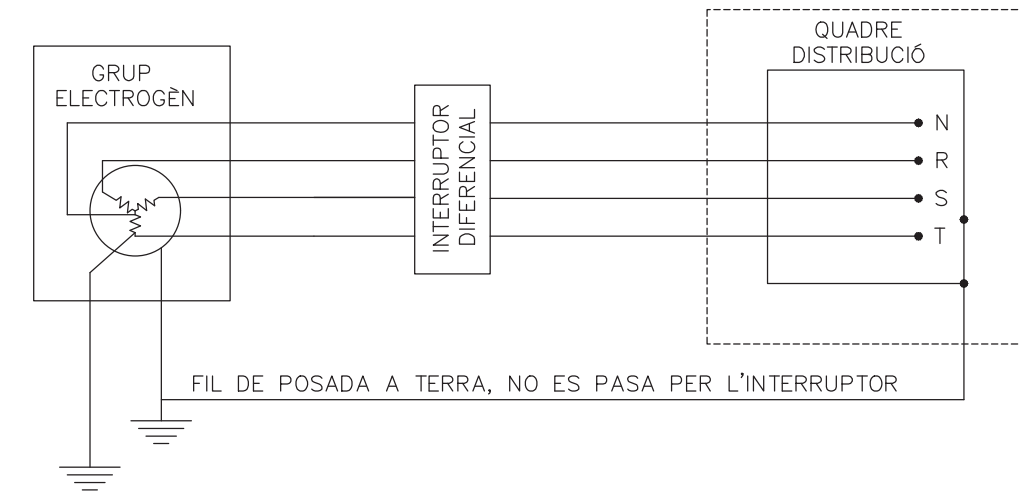 GRUP
ELECTROGÈN
INTERRUPTOR
DIFERENCIAL
QUADRE
DISTRIBUCIÓ
N
R
S
T
FIL DE POSADA A TERRA, NO ES PASA PER L'INTERRUPTOR